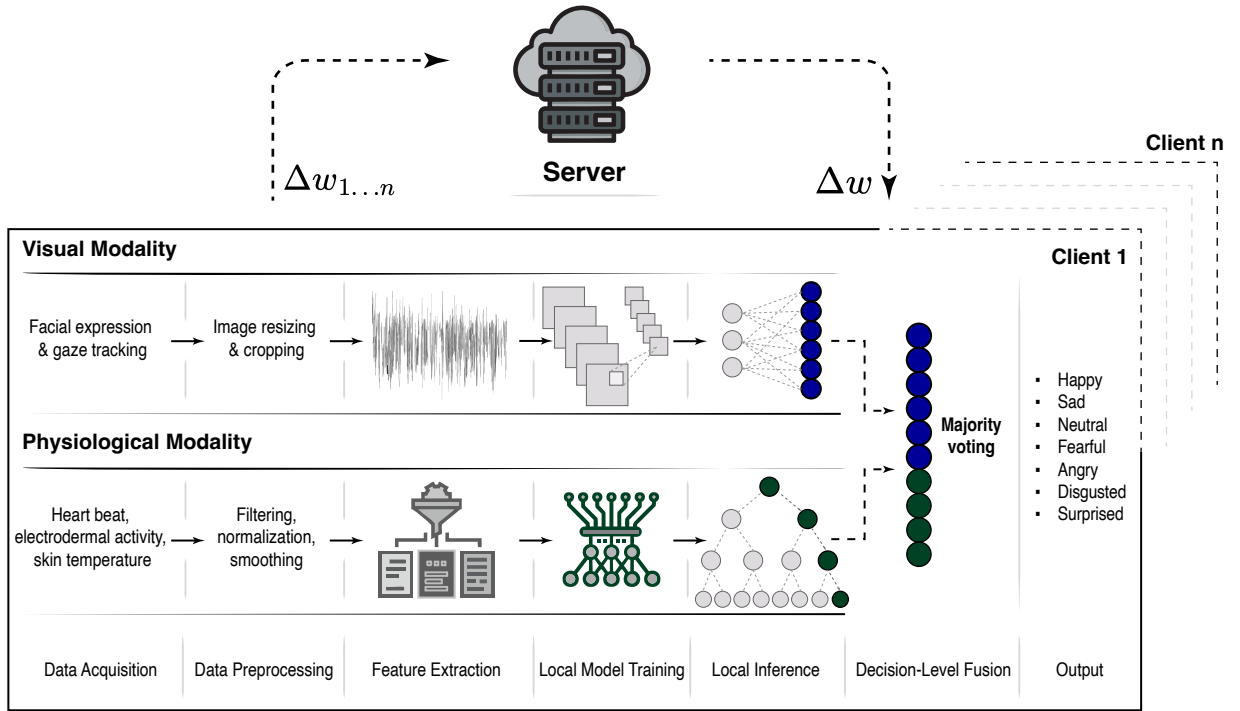 Server
Δw1...n
Δw
Client n
Client 1
Visual Modality
Facial expression
& gaze tracking
Image resizing
& cropping
Physiological Modality
Heart beat,
electrodermal activity,
skin temperature
Filtering,
normalization,
smoothing
Majority
voting
▪ Happy
▪ Sad
▪ Neutral
▪ Fearful
▪ Angry
▪ Disgusted
▪ Surprised
Data Acquisition
Data Preprocessing
Feature Extraction
Local Model Training
Local Inference
Decision-Level Fusion
Output